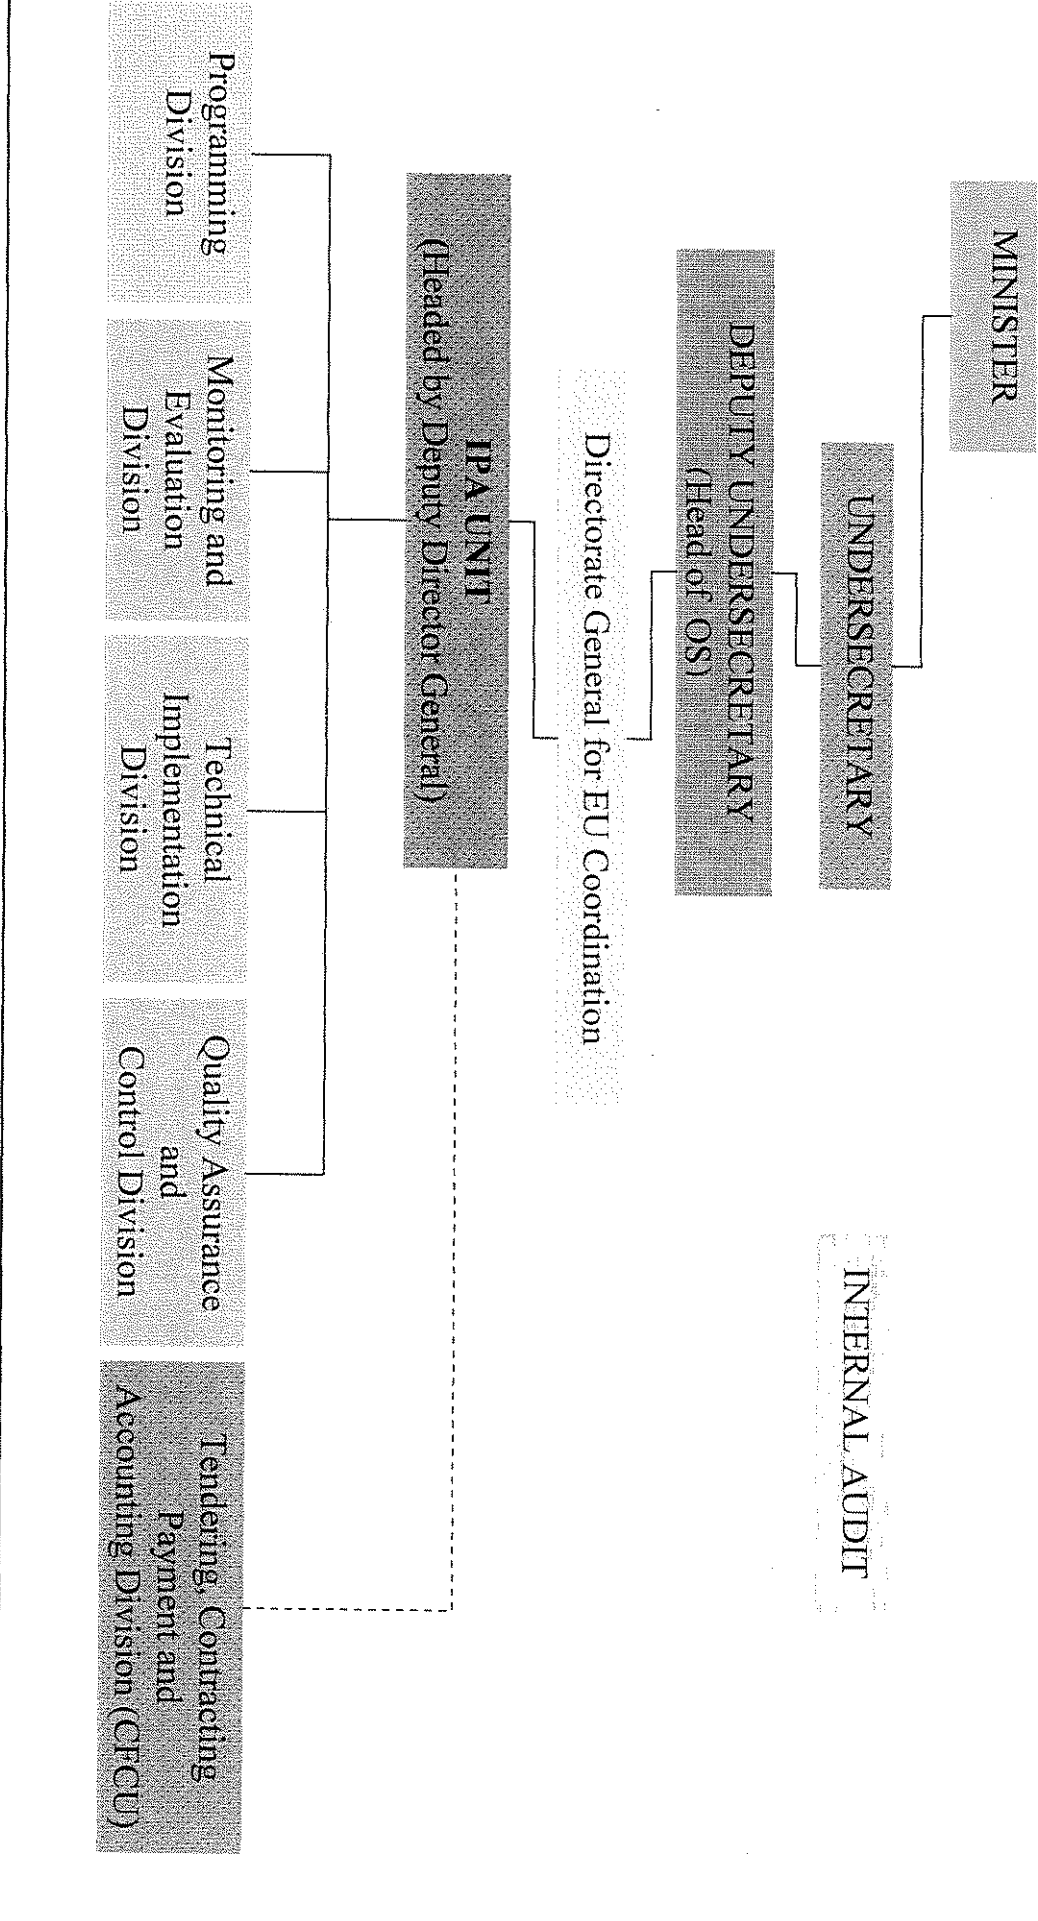 MINISTER
UNDERSECRETARY
INTERNAL AUDIT
DEPUTY UNDERSECRETARY
(Head of OS)
Directorate General for EU Coordination
IPA UNIT
(Headed by Deputy Director General)
Programming
Division
Monitoring and
Evaluation
Division
Technical
Implementation
Division
Quality Assurance
and
Control Division
Tendering, Contracting
Payment and
Accounting Division (CFCU)